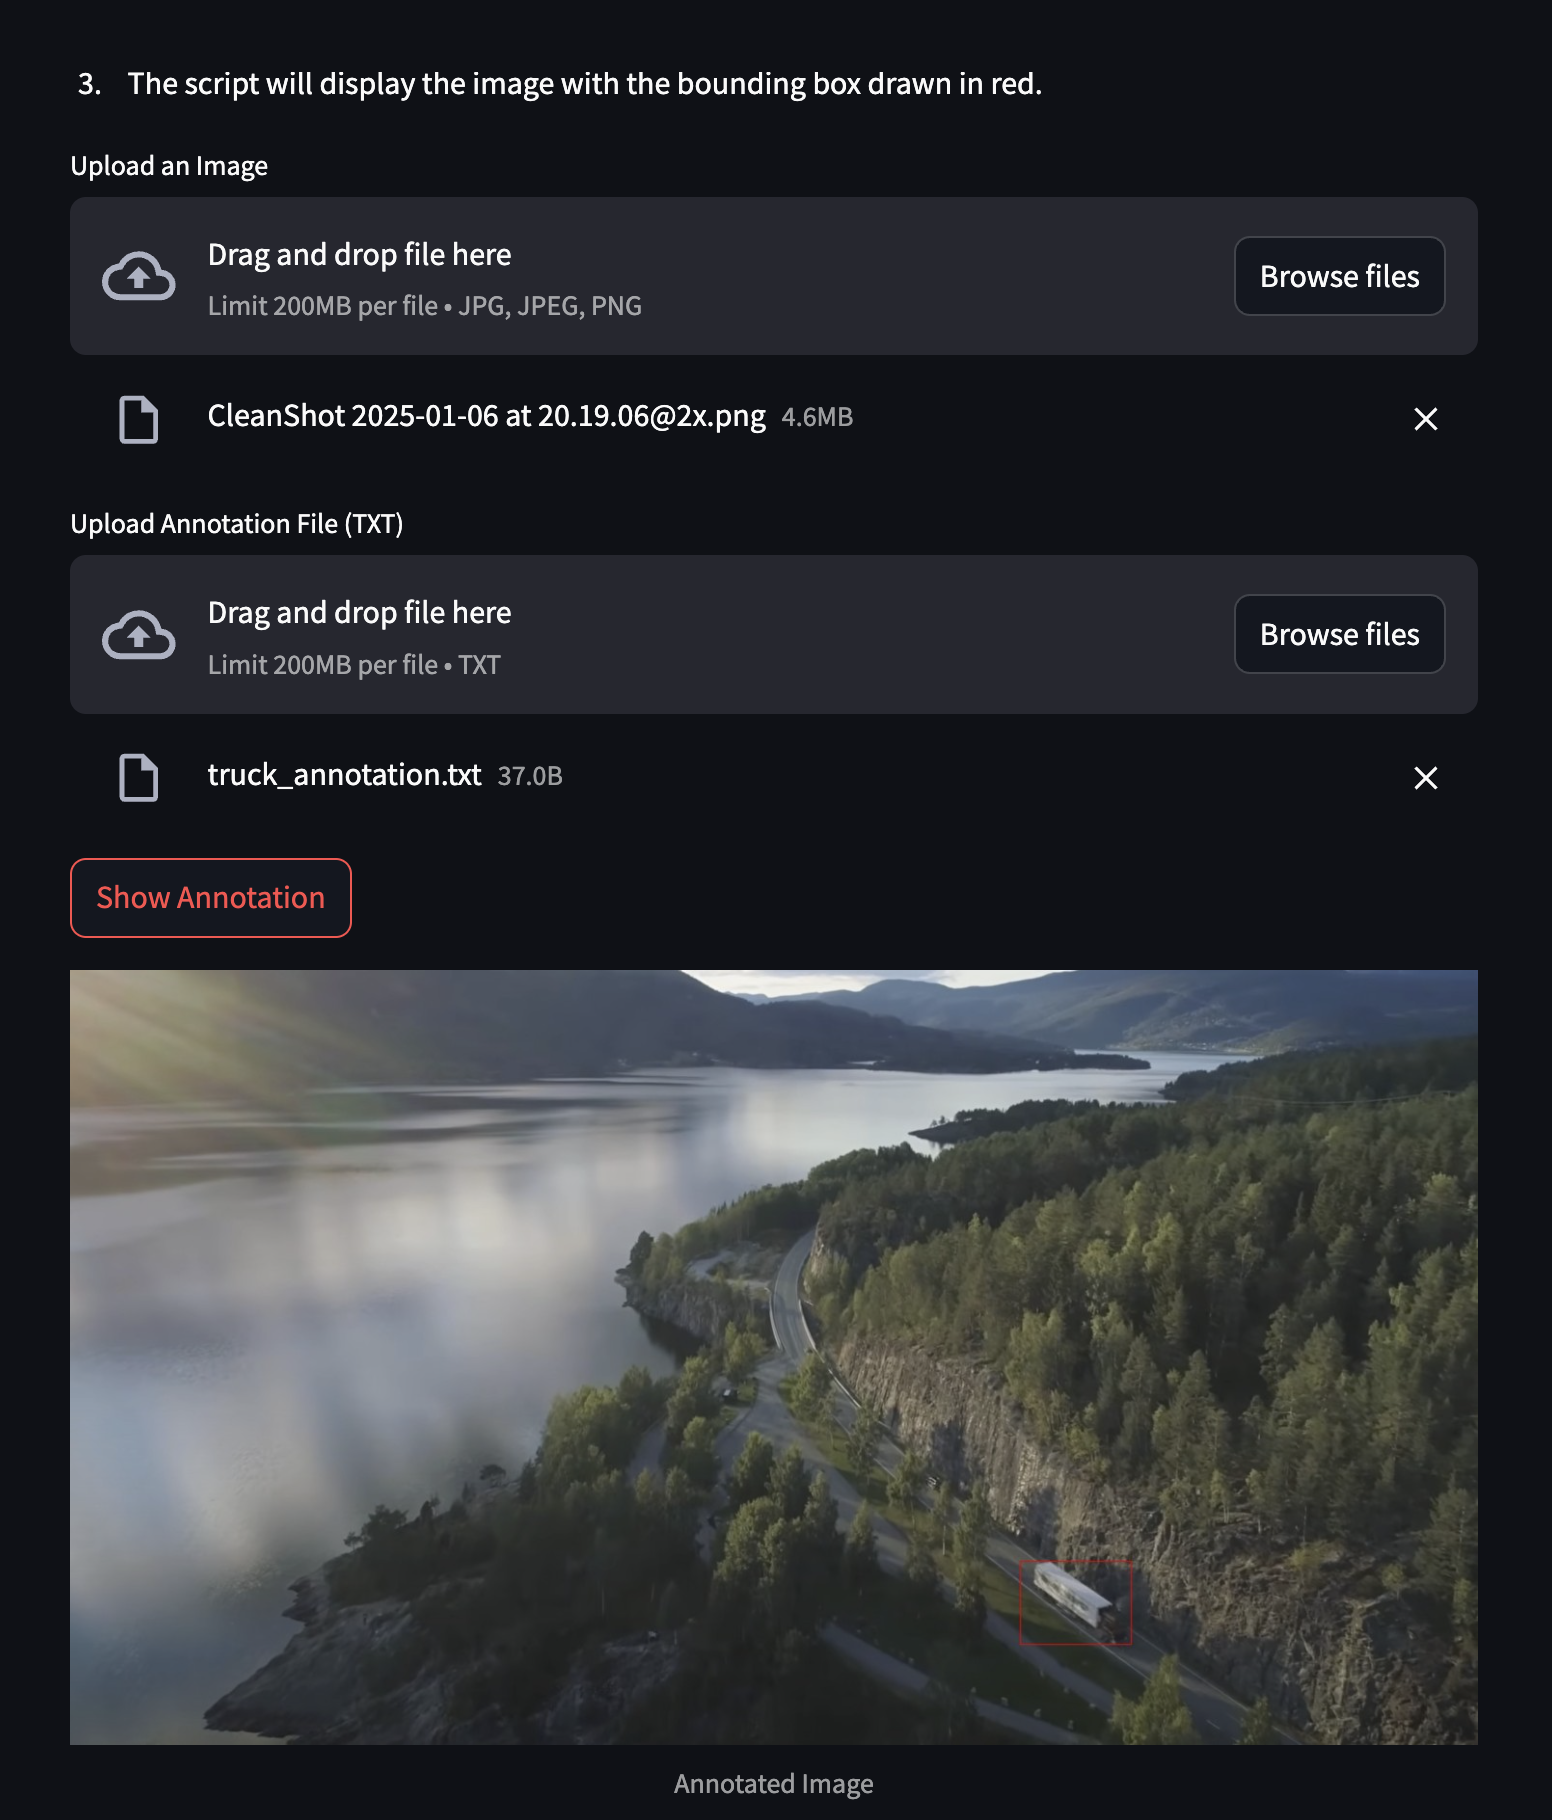 3. The script will display the image with the bounding box drawn in red.
Upload an Image
Drag and drop file here
Limit 200MB per file • JPG, JPEG, PNG
Browse files
CleanShot 2025-01-06 at 20.19.06@2x.png 4.6MB
Upload Annotation File (TXT)
Drag and drop file here
Limit 200MB per file • TXT
Browse files
truck_annotation.txt 37.0B
Show Annotation
Annotated Image